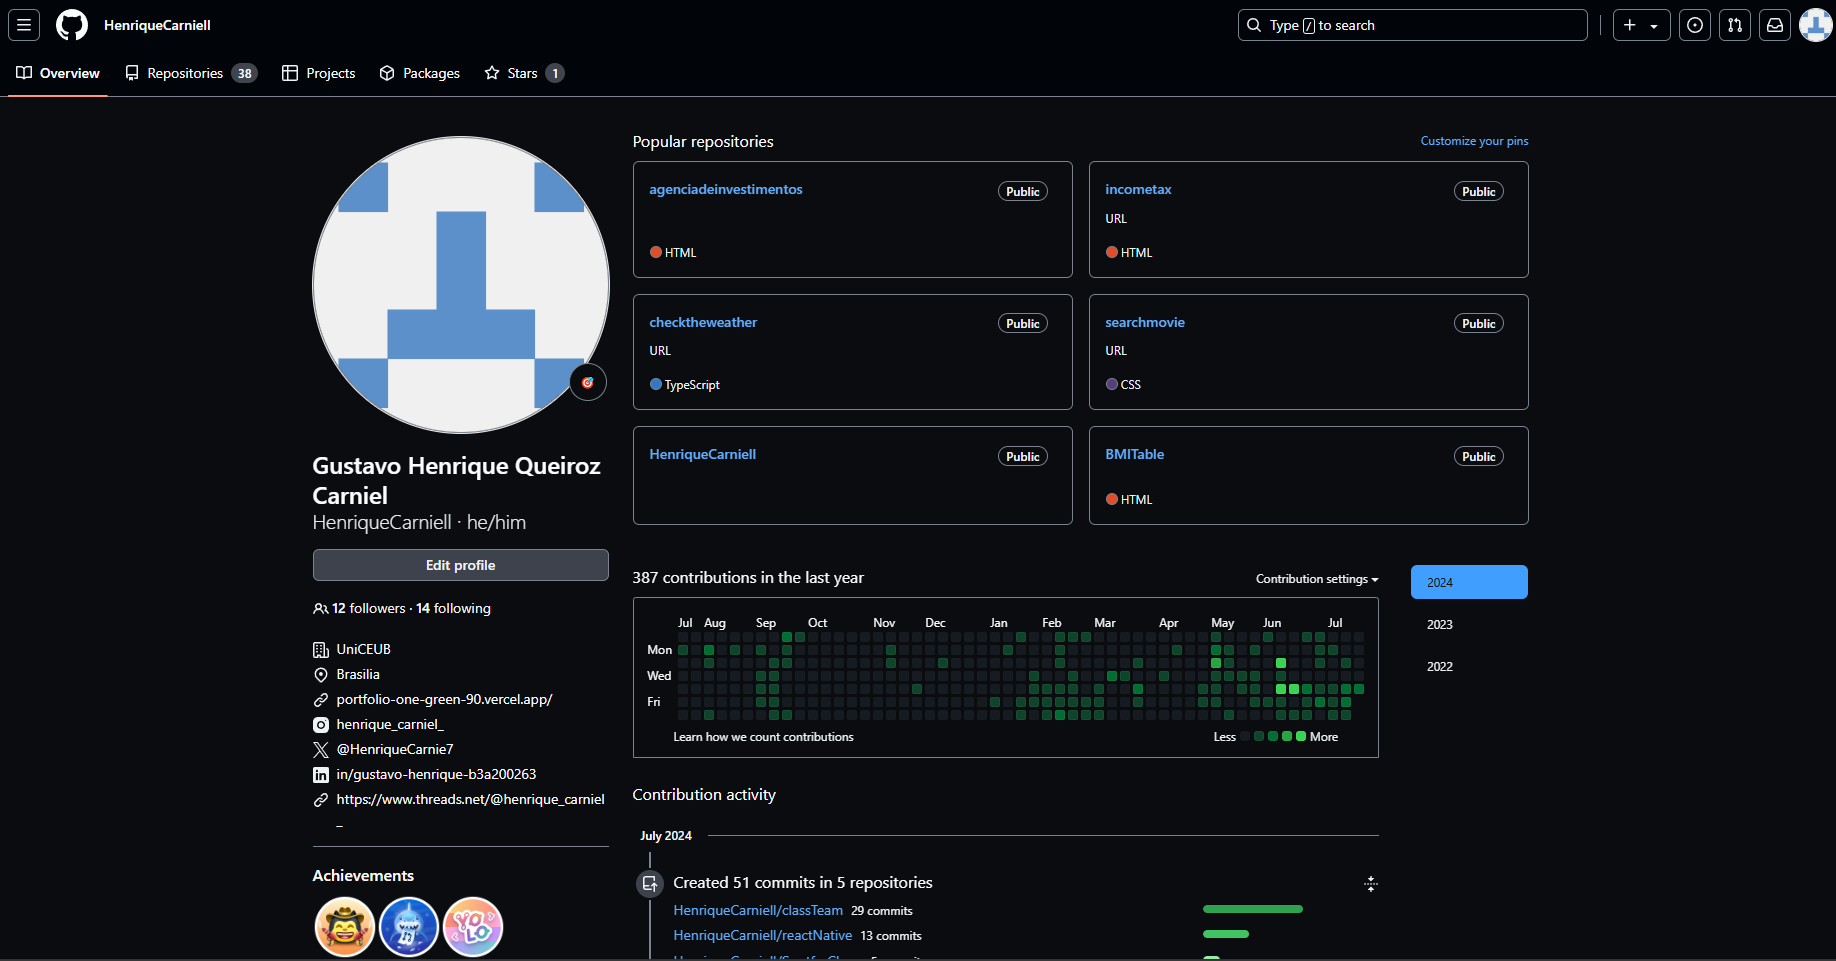 HenriqueCarniell
Type / to search
Overview
Repositories 38
Projects
Packages
Stars 1
Gustavo Henrique Queiroz
Carniel
HenriqueCarniell · he/him
Edit profile
12 followers · 14 following
UniCEUB
Brasilia
portfolio-one-green-90.vercel.app/
henrique_carniel_
@HenriqueCarnie7
in/gustavo-henrique-b3a200263
https://www.threads.net/@henrique_carniel
_
Achievements
YOLO
Popular repositories
Customize your pins
agenciadeinvestimentos
Public
HTML
incometax
Public
URL
HTML
checktheweather
Public
URL
TypeScript
searchmovie
Public
URL
CSS
HenriqueCarniell
Public
BMITable
Public
HTML
387 contributions in the last year
Contribution settings
Jul Aug Sep Oct Nov Dec Jan Feb Mar Apr May Jun Jul
Mon
Wed
Fri
Learn how we count contributions
Less More
2024
2023
2022
Contribution activity
July 2024
Created 51 commits in 5 repositories
HenriqueCarniell/classTeam 29 commits
HenriqueCarniell/reactNative 13 commits